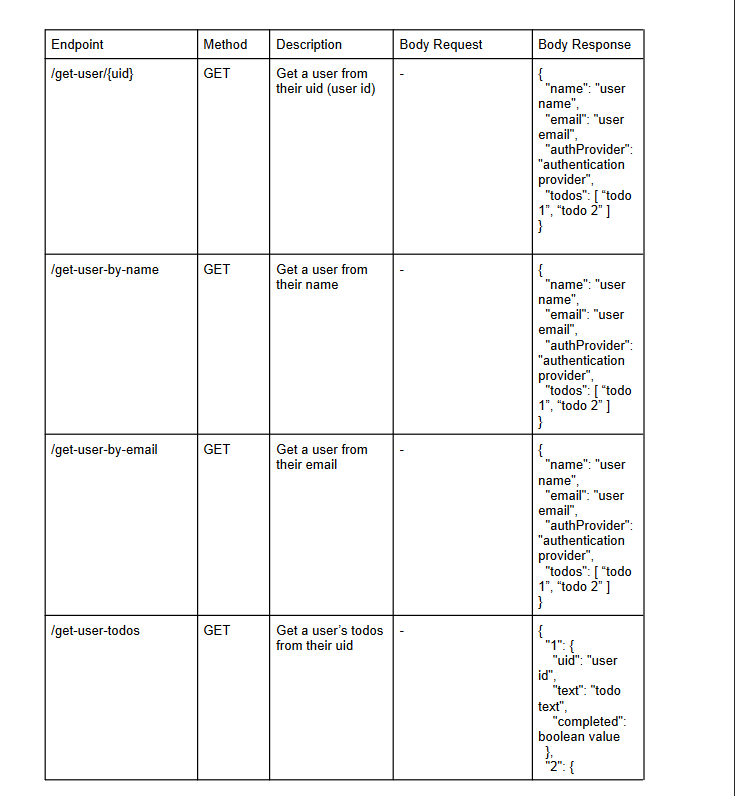 Endpoint Method Description Body Request Body Response
/get-user/{uid} GET Get a user from their uid (user id) - {
"name": "user
name",
"email": "user
email",
"authProvider":
"authentication
provider",
"todos": [ “todo
1”, “todo 2” ]
}
/get-user-by-name GET Get a user from their name - {
"name": "user
name",
"email": "user
email",
"authProvider":
"authentication
provider",
"todos": [ “todo
1”, “todo 2” ]
}
/get-user-by-email GET Get a user from their email - {
"name": "user
name",
"email": "user
email",
"authProvider":
"authentication
provider",
"todos": [ “todo
1”, “todo 2” ]
}
/get-user-todos GET Get a user’s todos from their uid - {
"1": {
"uid": "user
id",
"text": "todo
text",
"completed":
boolean value
},
"2": {